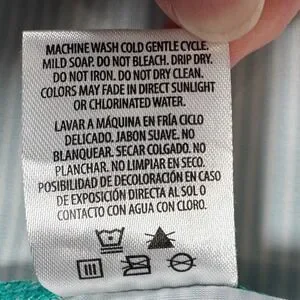 MACHINE WASH COLD GENTLE CYCLE.
MILD SOAP. DO NOT BLEACH. DRIP DRY.
DO NOT IRON. DO NOT DRY CLEAN.
COLORS MAY FADE IN DIRECT SUNLIGHT
OR CHLORINATED WATER.
LAVAR A MÁQUINA EN FRÍA CICLO
DELICADO. JABON SUAVE. NO
BLANQUEAR. SECAR COLGADO. NO
PLANCHAR. NO LIMPIAR EN SECO.
POSIBILIDAD DE DECOLORACIÓN EN CASO
DE EXPOSICIÓN DIRECTA AL SOL O
CONTACTO CON AGUA CON CLORO.